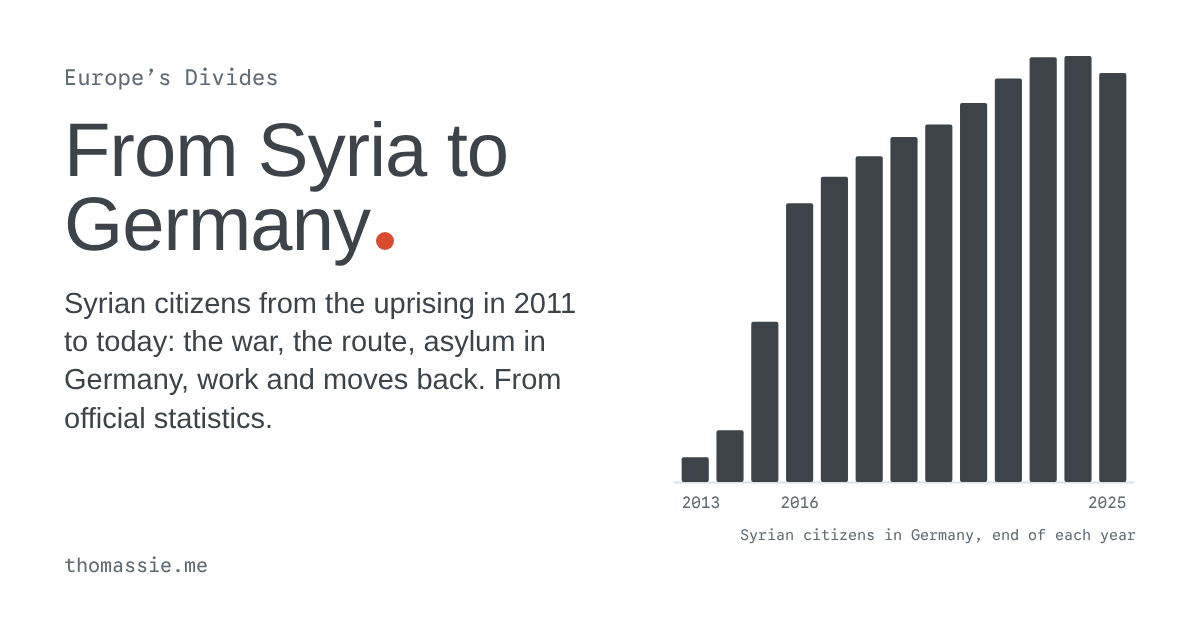 Europe’s Divides
From Syria to
Germany.
Syrian citizens from the uprising in 2011
to today: the war, the route, asylum in
Germany, work and moves back. From
official statistics.
2013 2016 2025
Syrian citizens in Germany, end of each year
thomassie.me